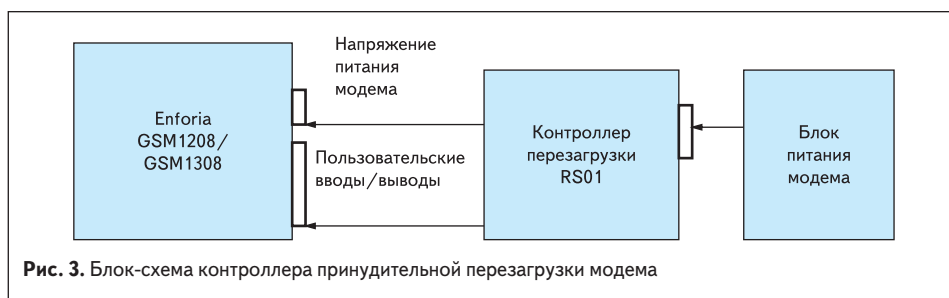 Enforia
GSM1208/
GSM1308
Напряжение
питания
модема
Пользовательские
вводы/выводы
Контроллер
перезагрузки
RS01
Блок
питания
модема
Рис. 3. Блок-схема контроллера принудительной перезагрузки модема